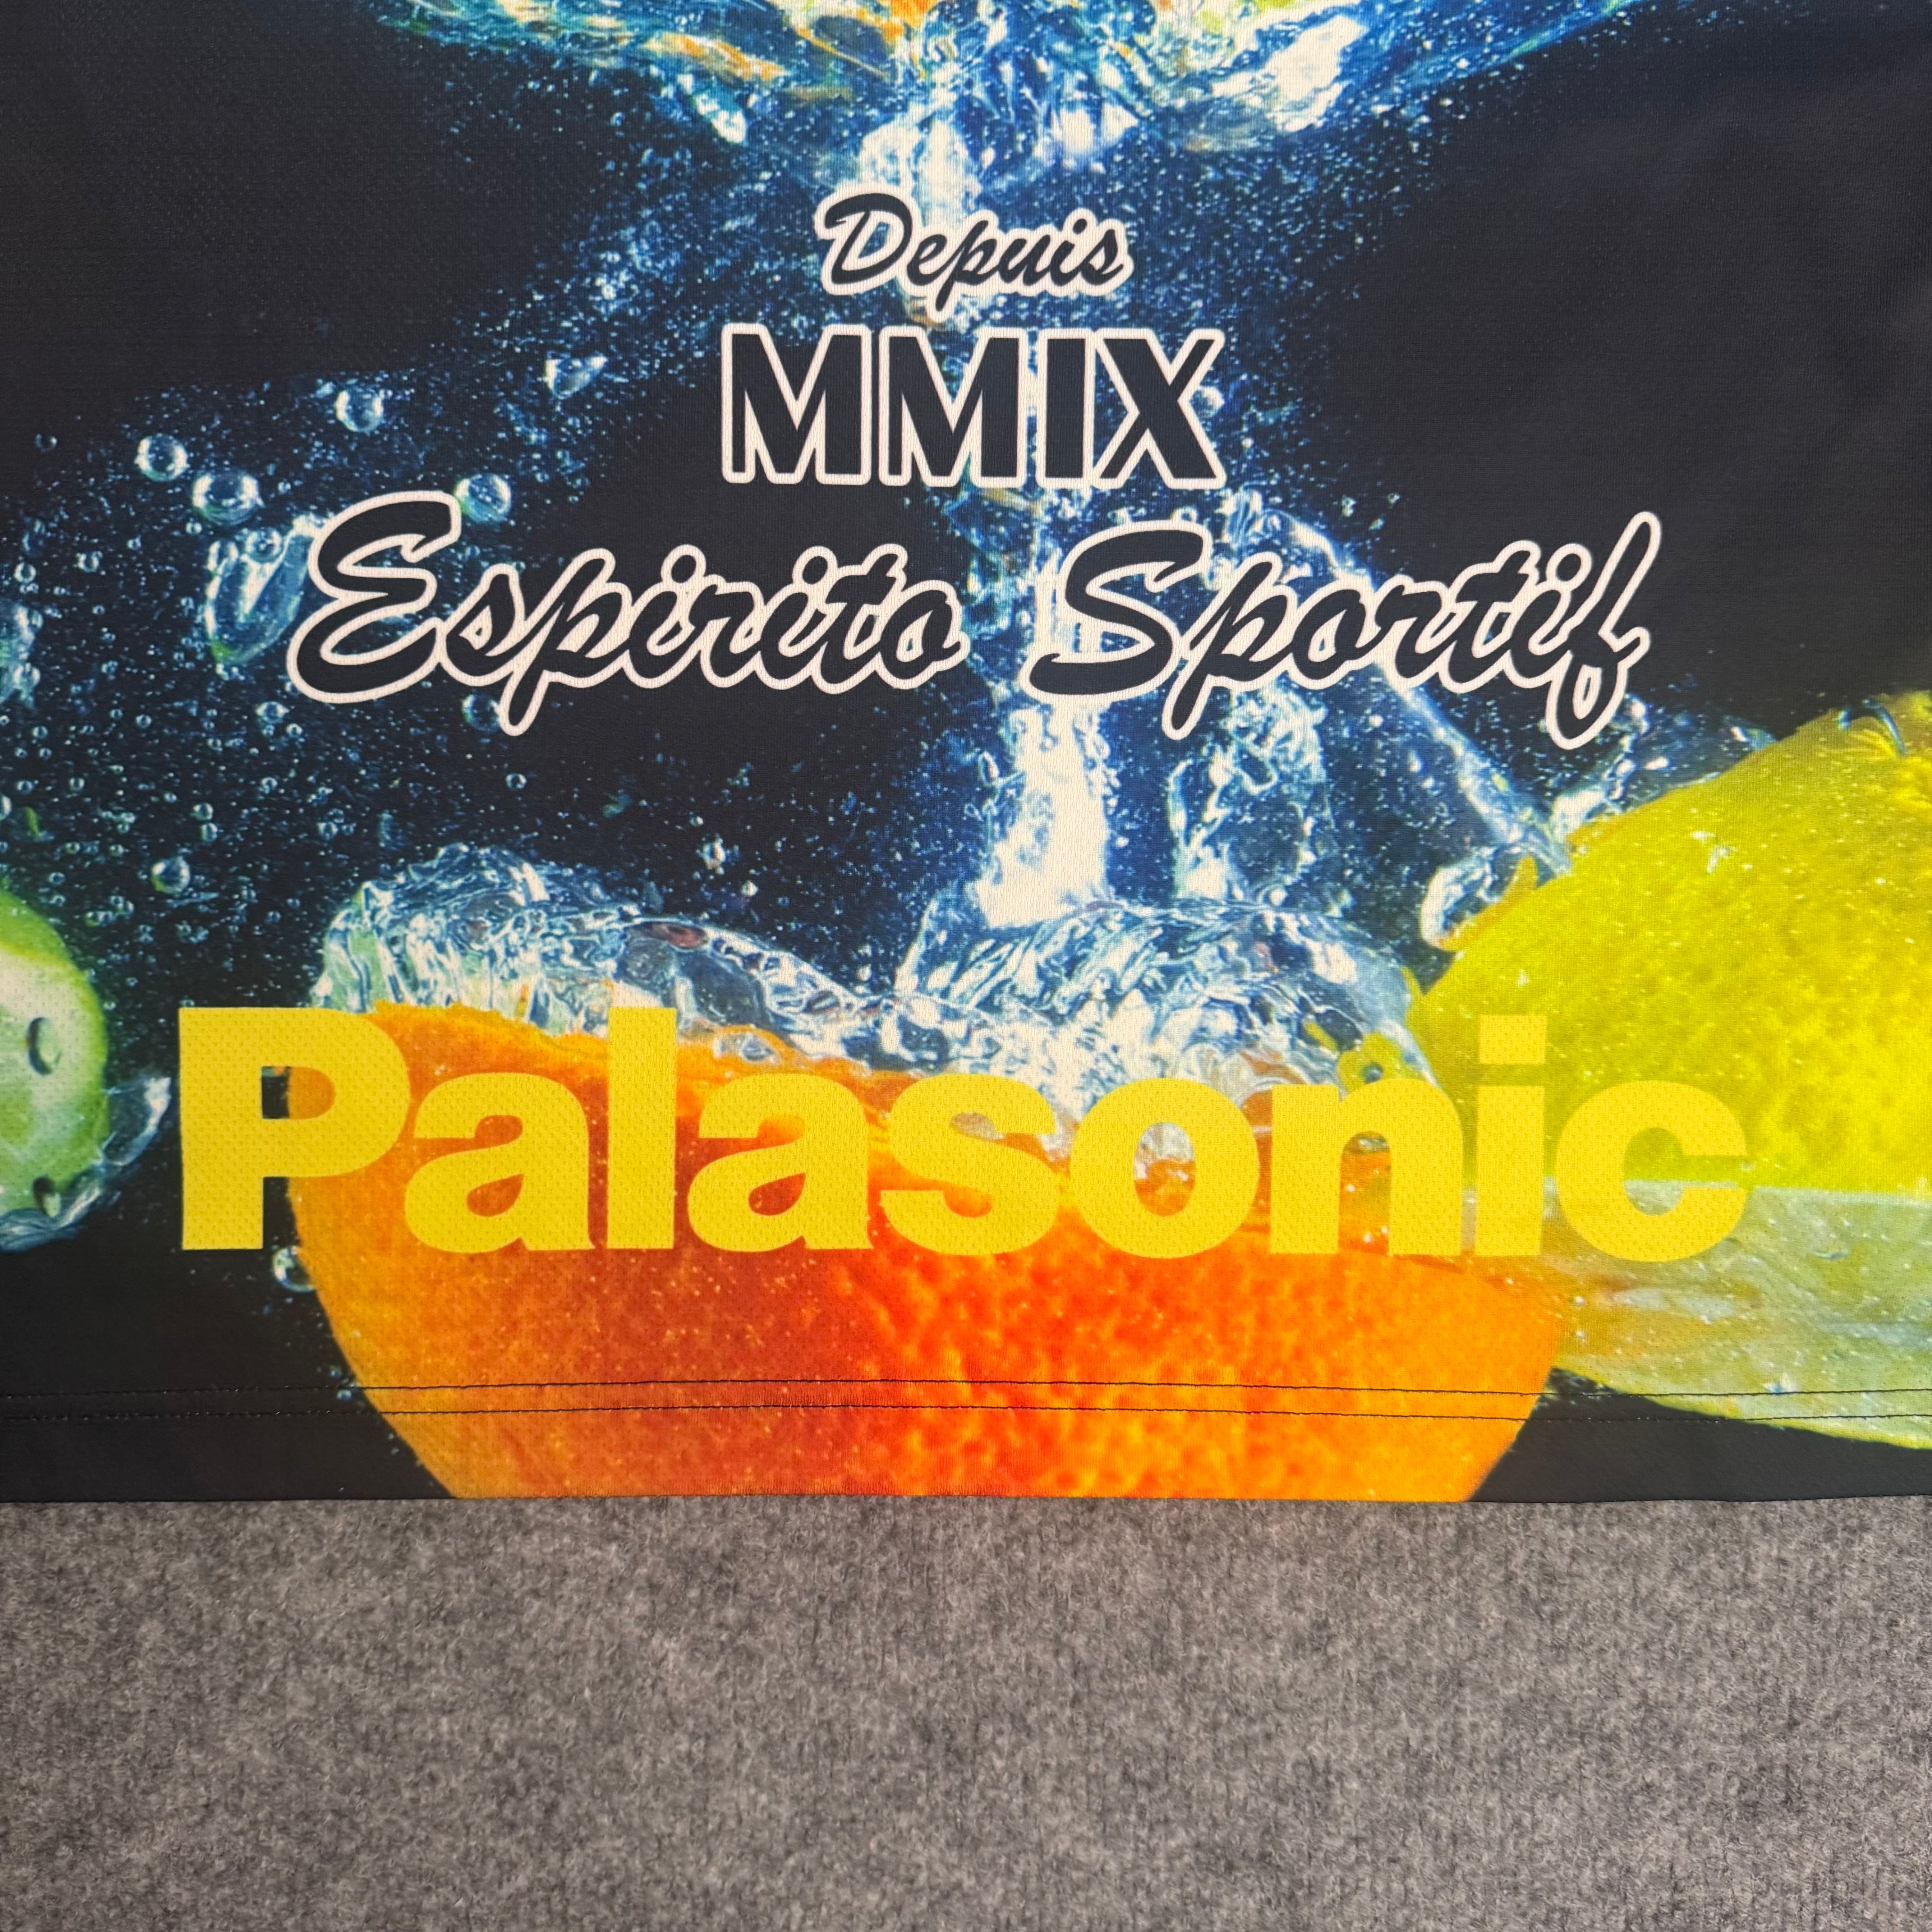 Depuis
MMIX
Espirito Sportif
Palasonic